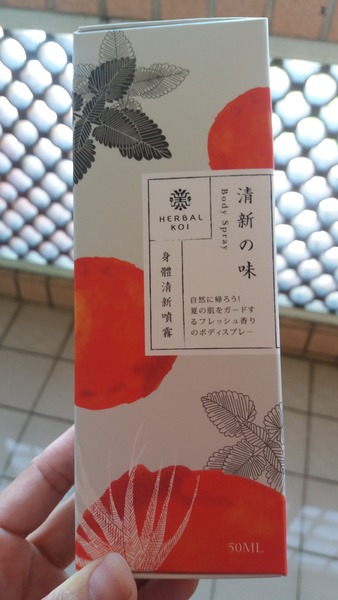 清新の味
Body Spray
HERBAL
KOI
身體清新噴霧
自然に帰ろう!
夏の肌をガードす
るフレッシュ香り
のボディスプレー
50ML